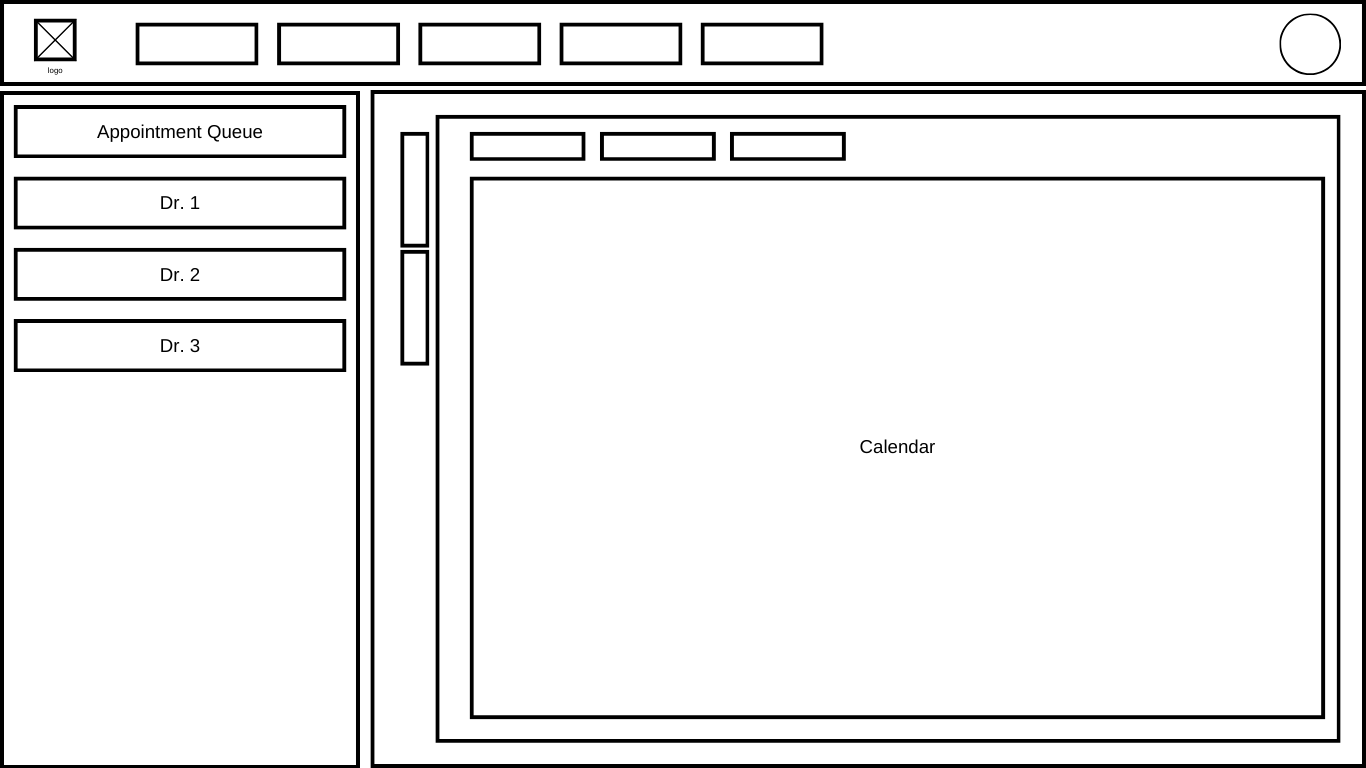 logo
Appointment Queue
Dr. 1
Dr. 2
Dr. 3
Calendar